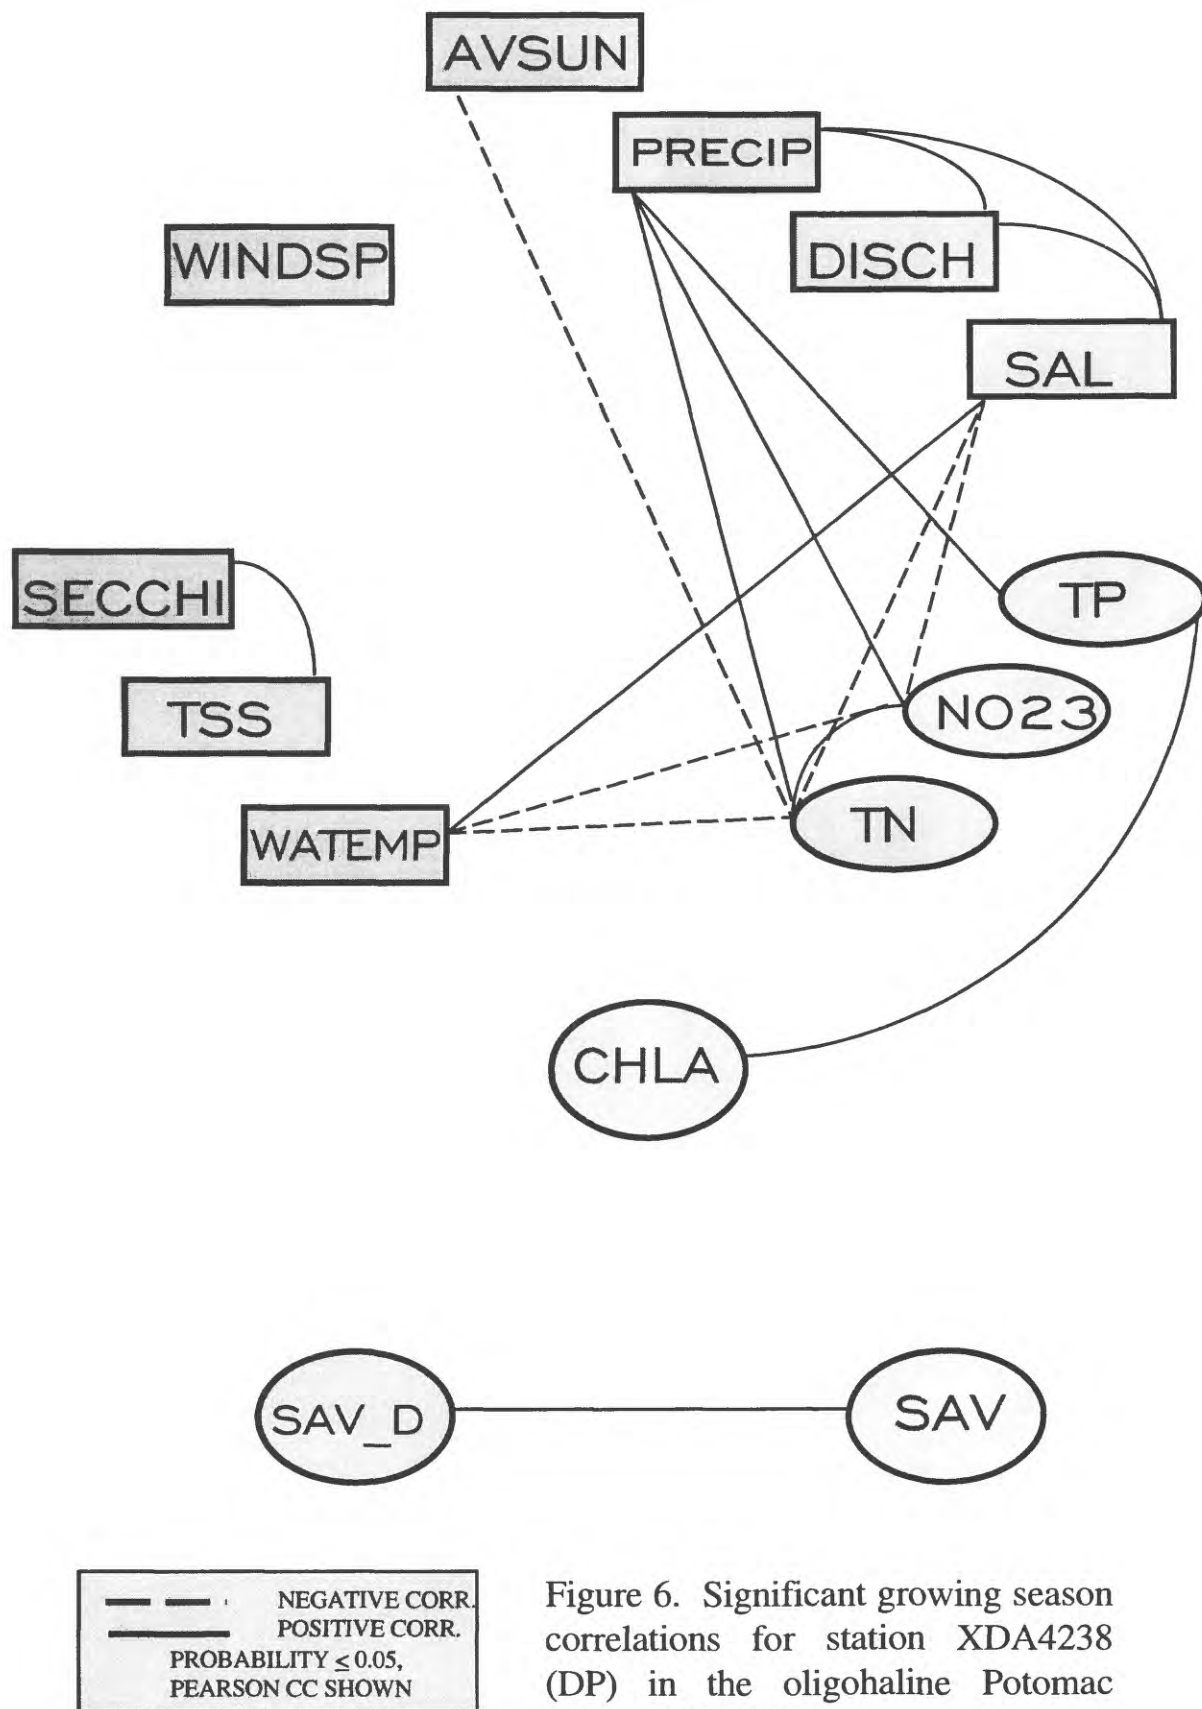 AVSUN
PRECIP
WINDSP
DISCH
SAL
SECCHI
TP
TSS
NO23
TN
WATEMP
CHLA
SAV_D
SAV
NEGATIVE CORR.
POSITIVE CORR.
PROBABILITY ≤ 0.05,
PEARSON CC SHOWN
Figure 6. Significant growing season
correlations for station XDA4238
(DP) in the oligohaline Potomac